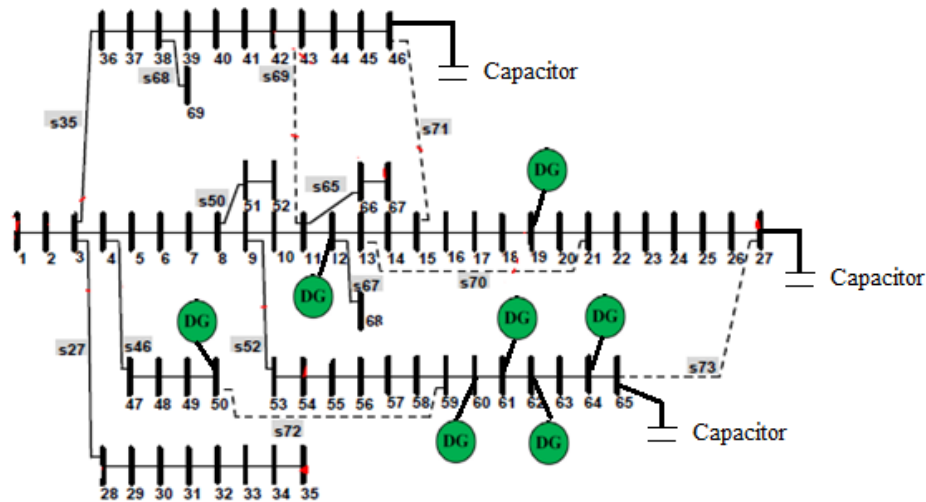 36 37 38 39 40 41 42 43 44 45 46
Capacitor
s68
s69
69
s35
s71
DG
s50
s65
51 52
66 67
1 2 3 4 5 6 7 8 9 10 11 12 13 14 15 16 17 18 19 20 21 22 23 24 25 26 27
s67
s70
Capacitor
DG
DG
DG
DG
68
s27
s46
s52
s73
47 48 49 50
53 54 55 56 57 58 59 60 61 62 63 64 65
s72
DG
DG
Capacitor
28 29 30 31 32 33 34 35